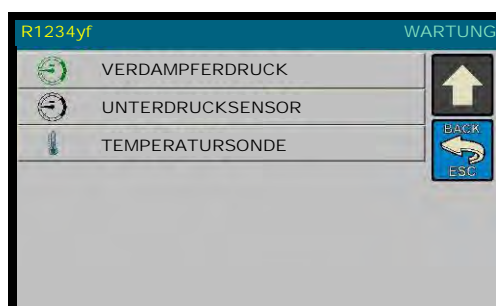 R1234yf WARTUNG
VERDAMPFERDRUCK
UNTERDRUCKSENSOR
TEMPERATURSONDE
BACK
ESC